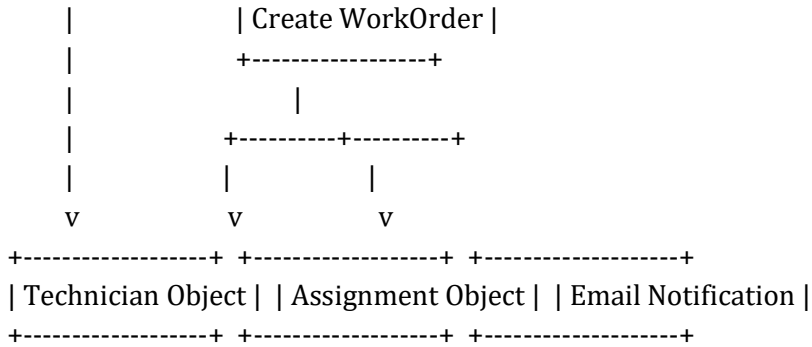 |                 | Create WorkOrder |
|                 +------------------+
|                       |
|                +----------+----------+
|                |              |
v                v              v
+-------------------+ +-------------------+ +--------------------+
| Technician Object | | Assignment Object | | Email Notification |
+-------------------+ +-------------------+ +--------------------+